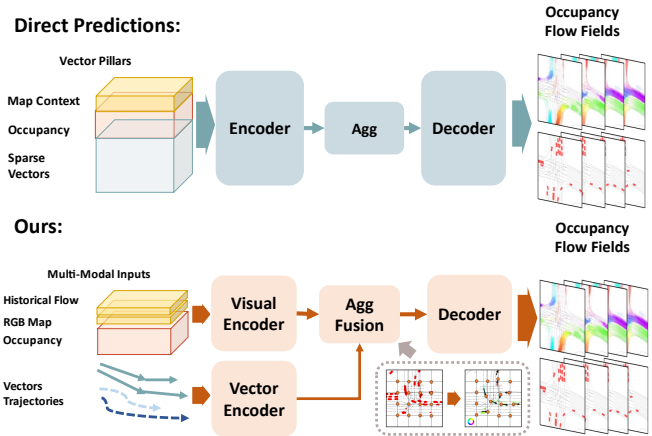 Direct Predictions:
Occupancy
Flow Fields
Vector Pillars
Map Context
Occupancy
Sparse
Vectors
Encoder
Agg
Decoder
Ours:
Occupancy
Flow Fields
Multi-Modal Inputs
Historical Flow
RGB Map
Occupancy
Visual
Encoder
Agg
Fusion
Decoder
Vectors
Trajectories
Vector
Encoder